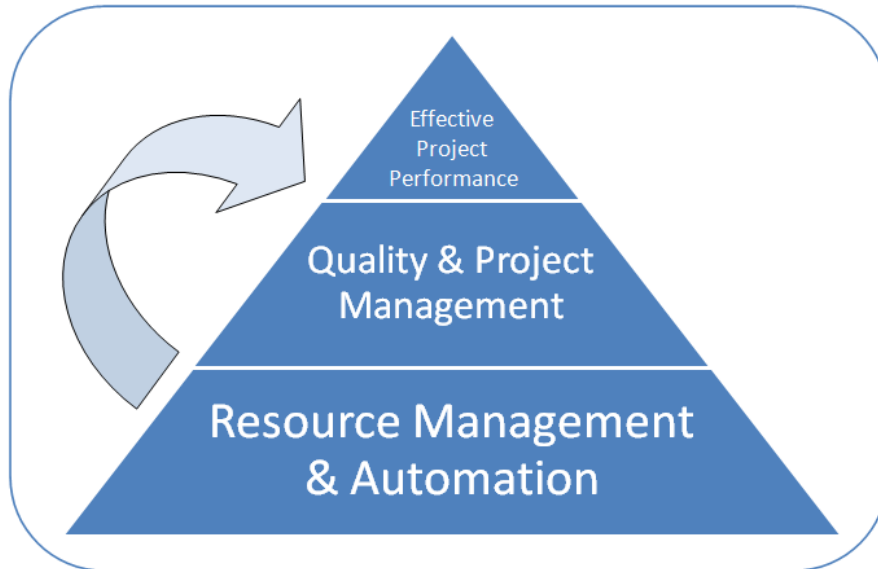 Effective
Project
Performance
Quality & Project
Management
Resource Management
& Automation